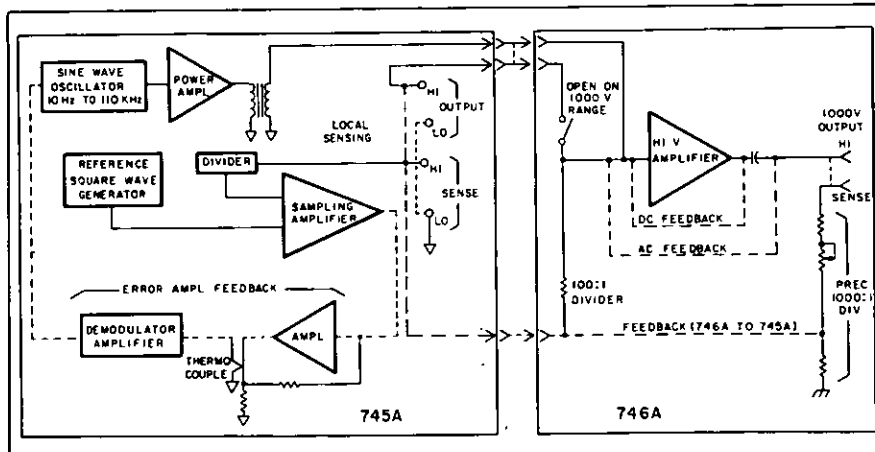 SINE WAVE
OSCILLATOR
10 Hz TO 110 KHz
POWER
AMPL
LOCAL
SENSING
HI
OUTPUT
LO
HI
SENSE
LO
REFERENCE
SQUARE WAVE
GENERATOR
DIVIDER
SAMPLING
AMPLIFIER
ERROR AMPL FEEDBACK
DEMODULATOR
AMPLIFIER
THERMO
COUPLE
AMPL
745A
OPEN ON
1000 V
RANGE
HI V
AMPLIFIER
1000V
OUTPUT
HI
SENSE
DC FEEDBACK
AC FEEDBACK
100:1
DIVIDER
PREC
1000:1
DIV
FEEDBACK (746A TO 745A)
746A